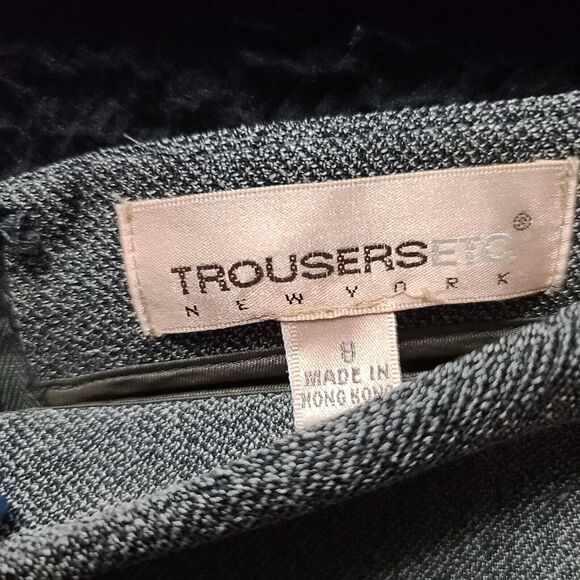 TROUSERSETC®
NEW YORK
8
MADE IN
HONG KONG